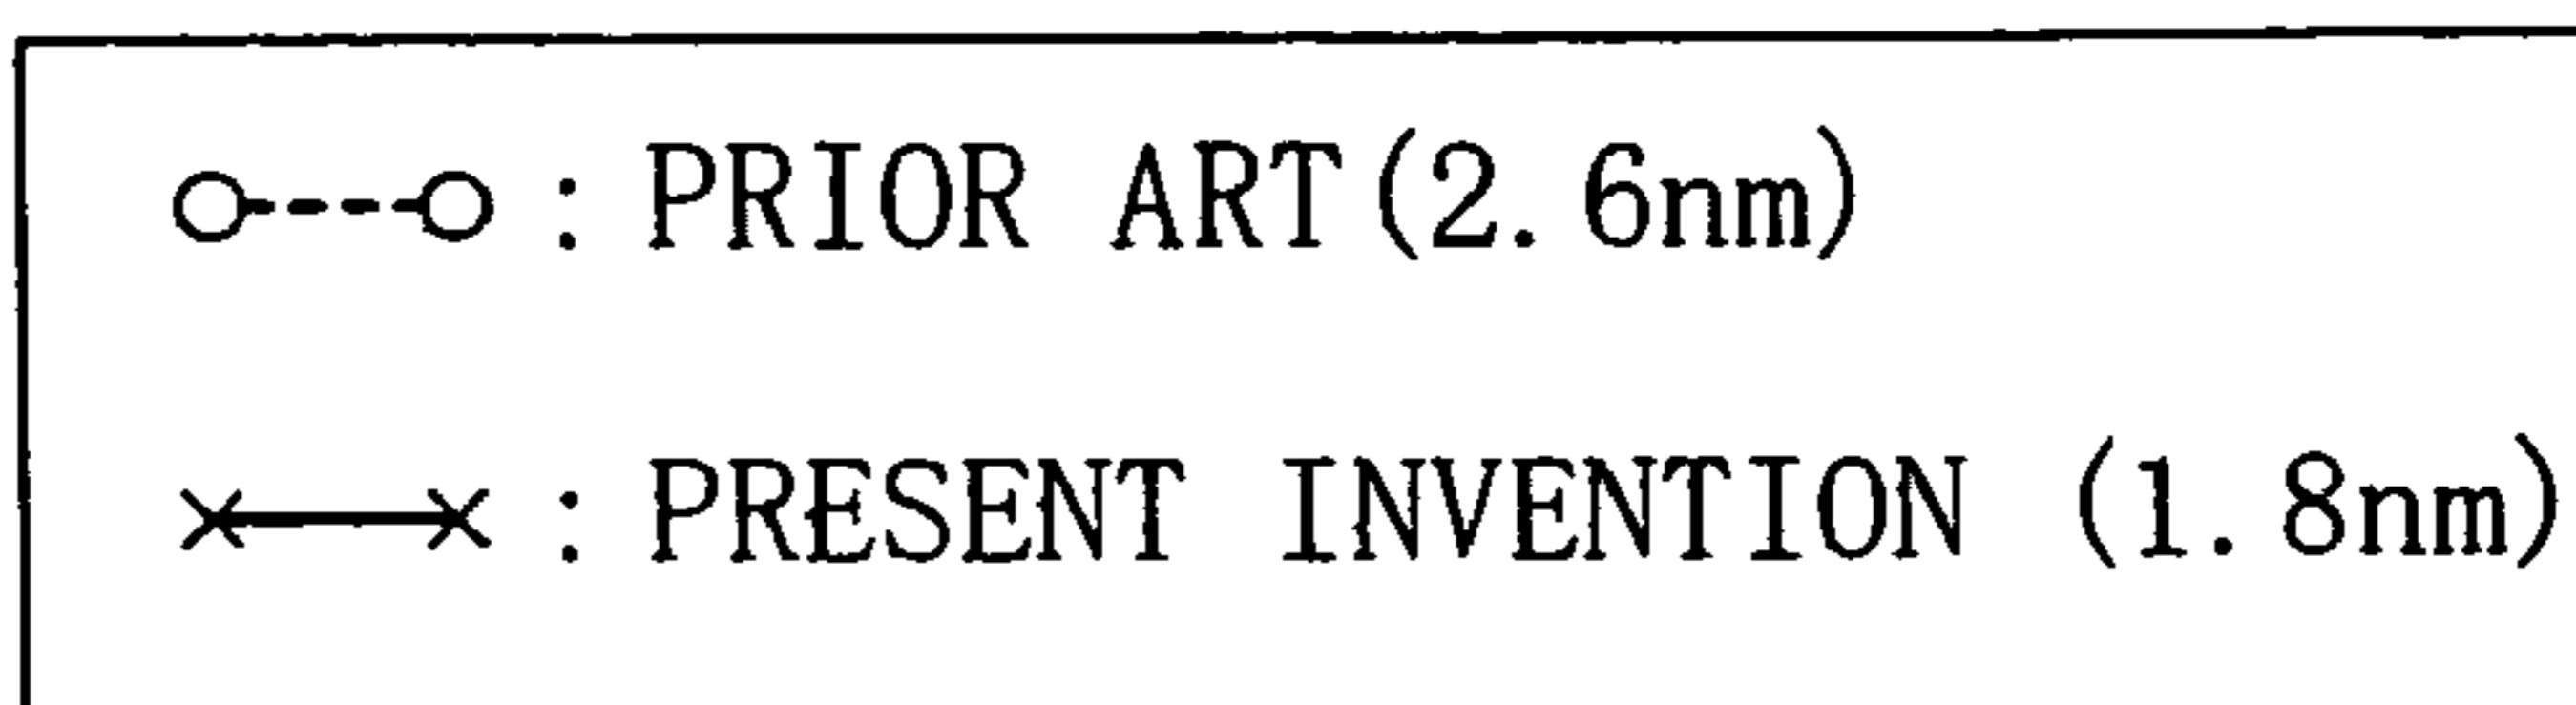 : PRIOR ART(2.6nm)
: PRESENT INVENTION (1.8nm)